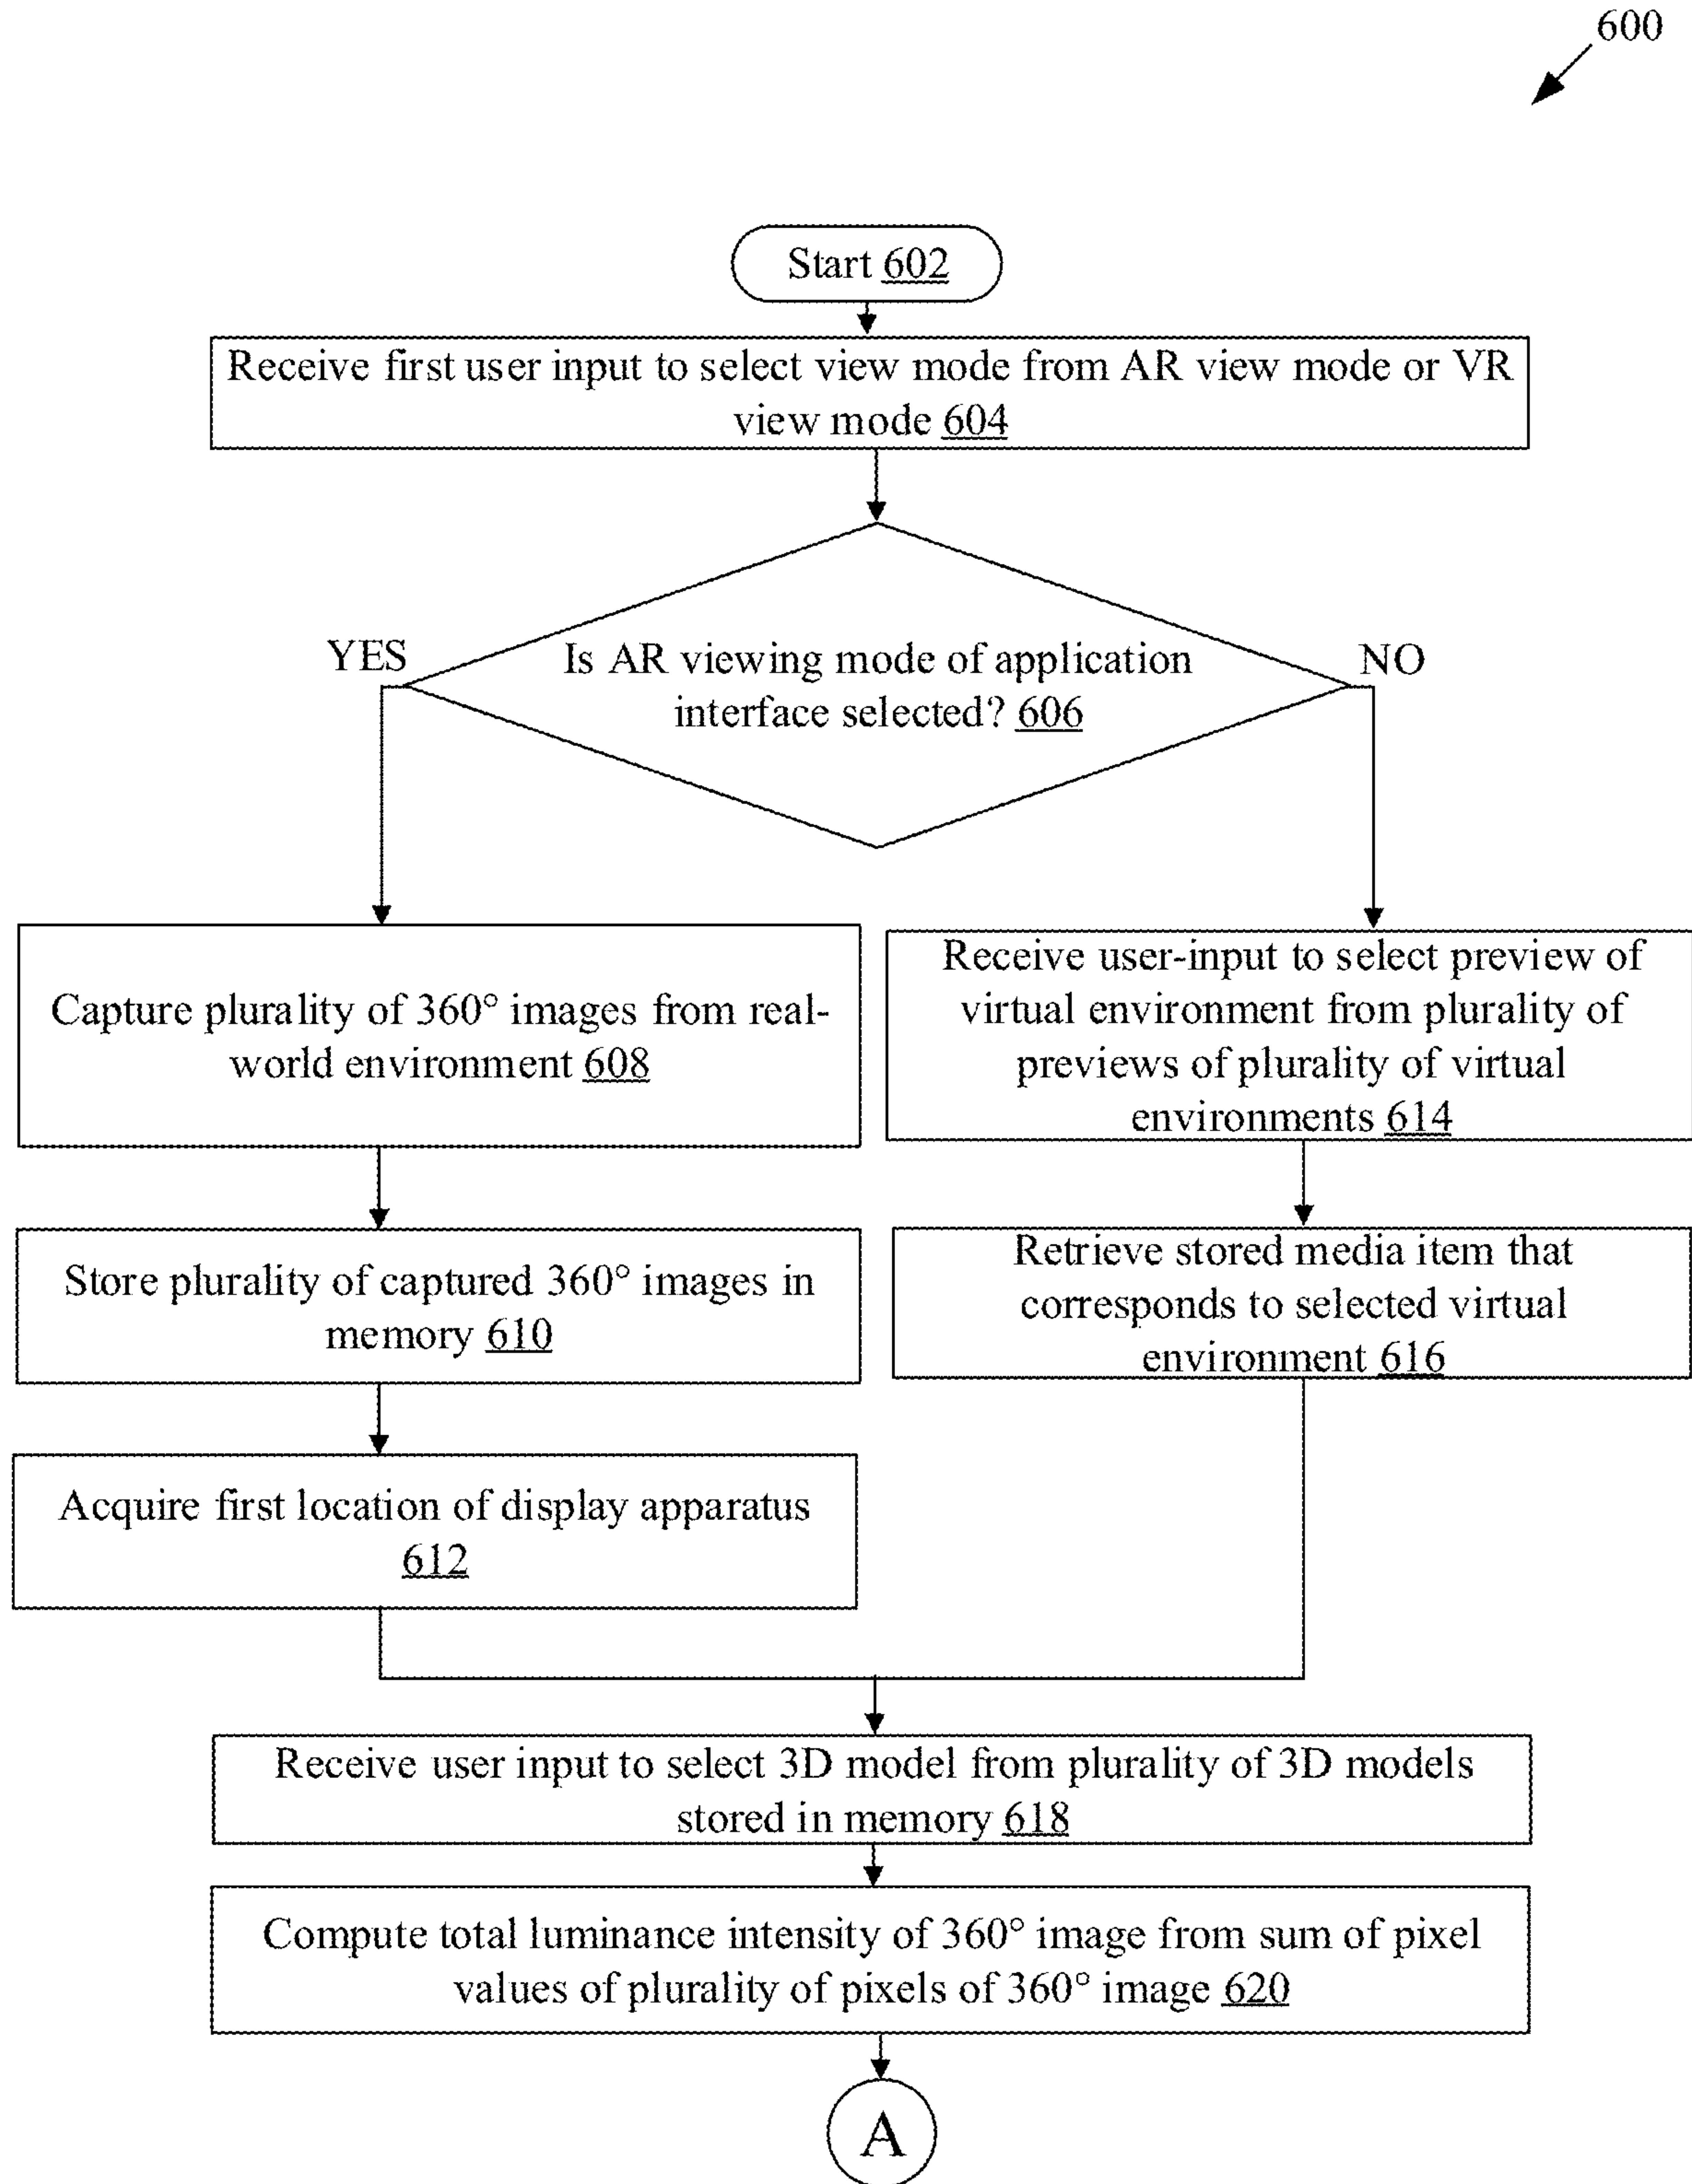 600
Start 602
Receive first user input to select view mode from AR view mode or VR
view mode 604
YES
Is AR viewing mode of application
interface selected? 606
NO
Capture plurality of 360° images from real-
world environment 608
Store plurality of captured 360° images in
memory 610
Acquire first location of display apparatus
612
Receive user-input to select preview of
virtual environment from plurality of
previews of plurality of virtual
environments 614
Retrieve stored media item that
corresponds to selected virtual
environment 616
Receive user input to select 3D model from plurality of 3D models
stored in memory 618
Compute total luminance intensity of 360° image from sum of pixel
values of plurality of pixels of 360° image 620
A